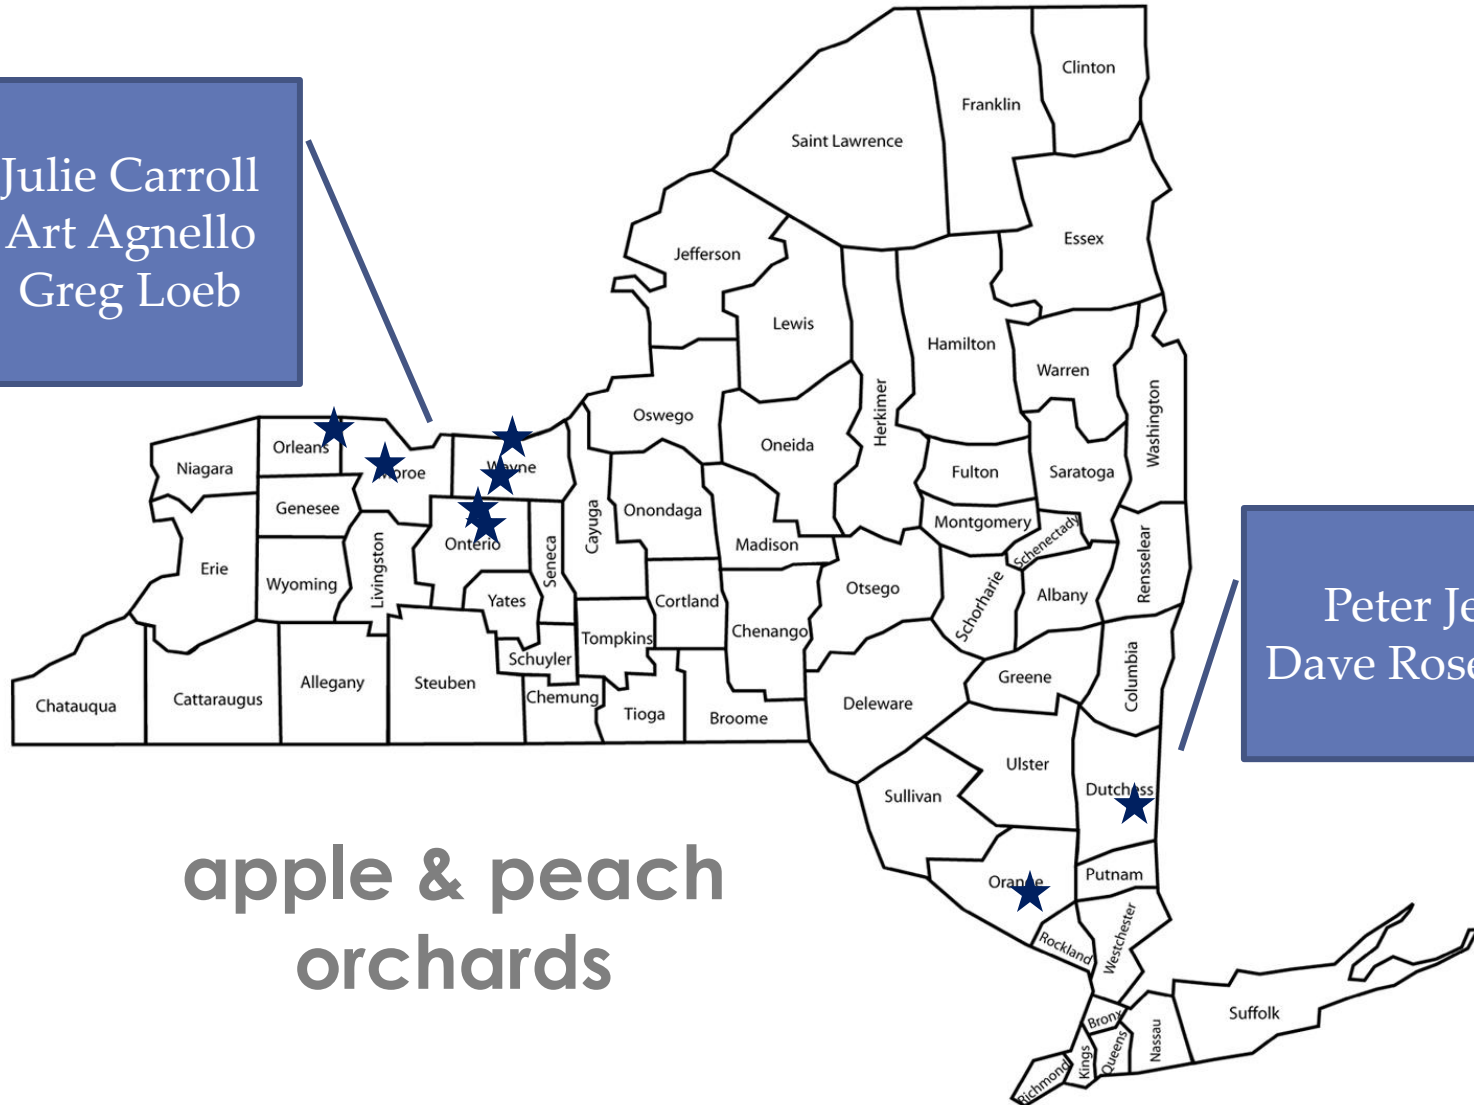 Julie Carroll
Art Agnello
Greg Loeb
Clinton
Franklin
Saint Lawrence
Essex
Jefferson
Lewis
Hamilton
Warren
Herkimer
Washington
Oswego
Oneida
Fulton
Saratoga
Orleans
Niagara
Wayne
Genesee
Onondaga
Montgomery
Cayuga
Madison
Schenectady
Onterio
Seneca
Rensselear
Erie
Wyoming
Livingston
Otsego
Albany
Yates
Cortland
Schorharie
Chenango
Tompkins
Schuyler
Columbia
Greene
Allegany
Steuben
Cattaraugus
Chatauqua
Chemung
Tioga
Broome
Deleware
Peter
Dave
Ulster
Sullivan
Dutchess
Putnam
Orange
Rockland
Westchester
apple & peach
orchards
Bronx
Suffolk
Nassau
Queens
Kings
Richmond